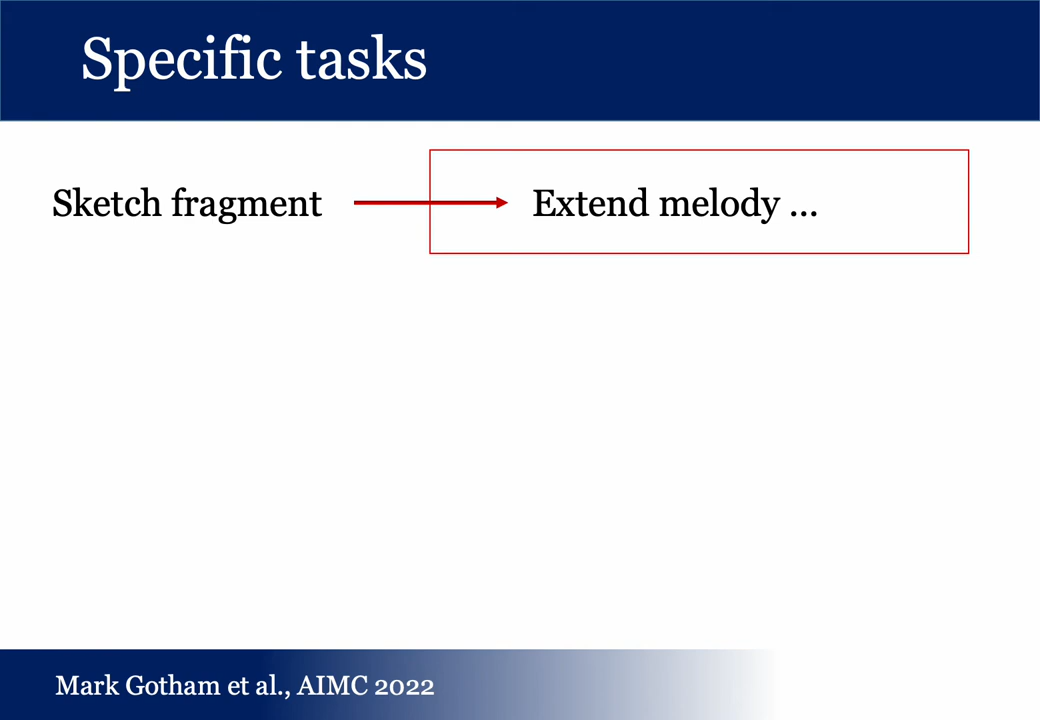 Specific tasks
Sketch fragment
Extend melody ...
Mark Gotham et al., AIMC 2022